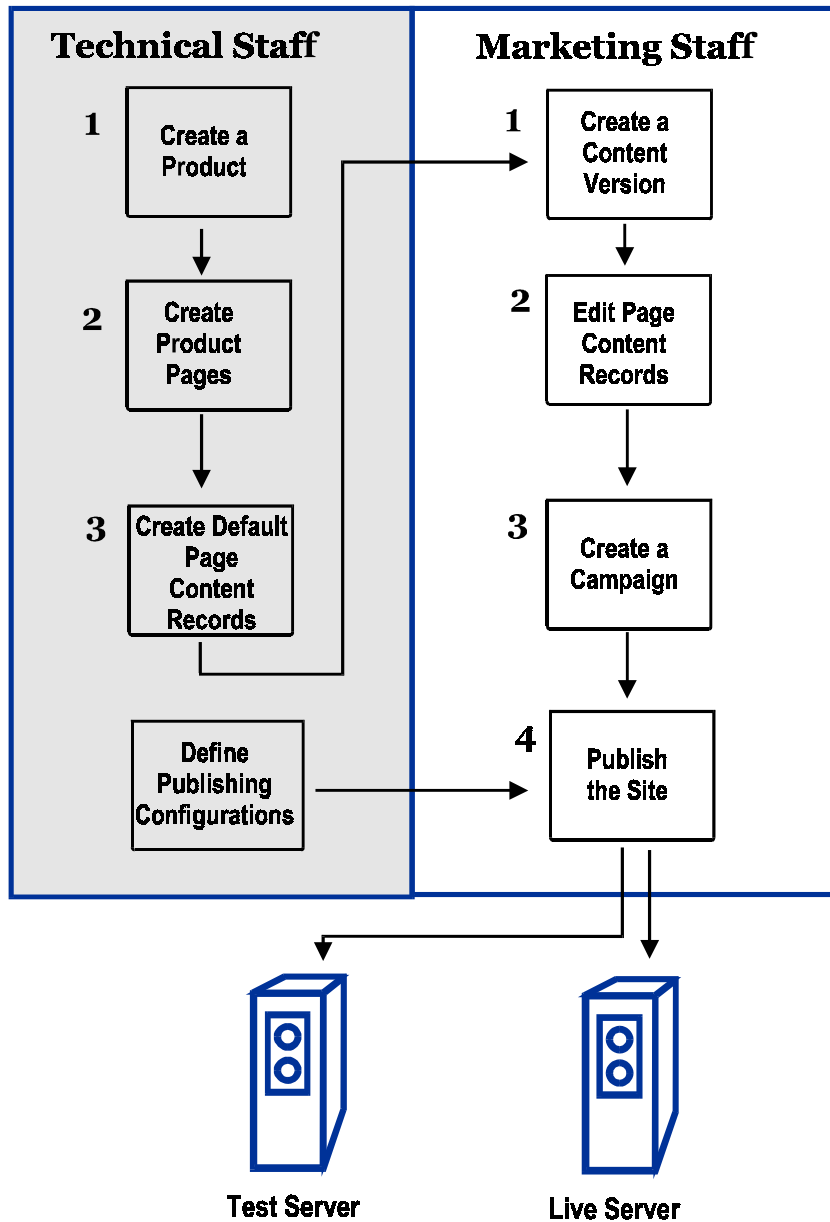 Technical Staff
1
Create a
Product
2
Create
Product
Pages
3
Create Default
Page
Content
Records
Define
Publishing
Configurations
Marketing Staff
1
Create a
Content
Version
2
Edit Page
Content
Records
3
Create a
Campaign
4
Publish
the Site
Test Server
Live Server